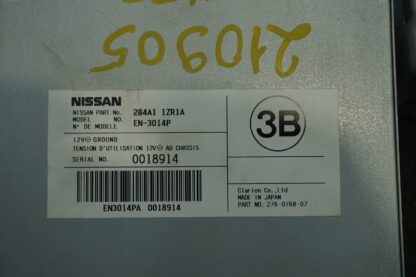 210905
NISSAN
NISSAN PART No. 284A1 1ZR1A
MODEL NO. EN-3014P
N° DE MODELE
12V⊖GROUND
TENSION D'UTILISATION 12V⊖ AU CHASSIS
SERIAL NO. 0018914
EN3014PA 0018914
3B
Clarion Co.,Ltd
MADE IN JAPAN
PART NO. 276-0768-07